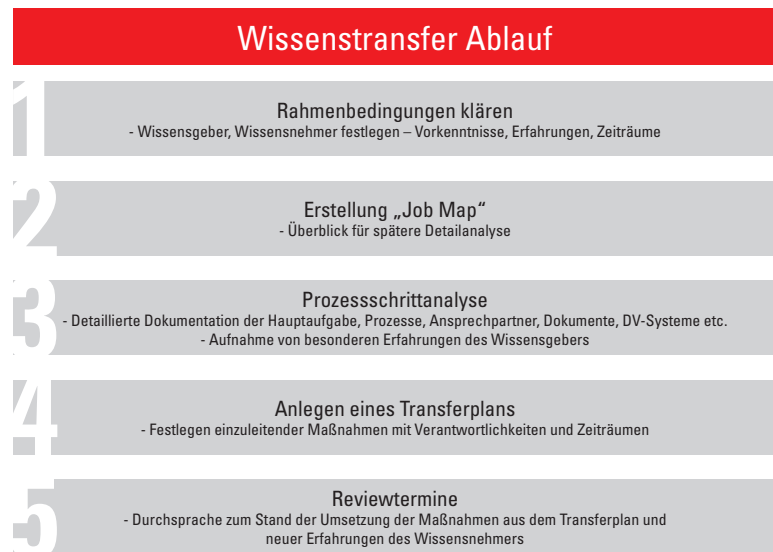 Wissenstransfer Ablauf
1
Rahmenbedingungen klären
- Wissensgeber, Wissensnehmer festlegen – Vorkenntnisse, Erfahrungen, Zeiträume
2
Erstellung „Job Map“
- Überblick für spätere Detailanalyse
3
Prozessschrittanalyse
- Detaillierte Dokumentation der Hauptaufgabe, Prozesse, Ansprechpartner, Dokumente, DV-Systeme etc.
- Aufnahme von besonderen Erfahrungen des Wissensgebers
4
Anlegen eines Transferplans
- Festlegen einzuleitender Maßnahmen mit Verantwortlichkeiten und Zeiträumen
5
Reviewtermine
- Durchsprache zum Stand der Umsetzung der Maßnahmen aus dem Transferplan und
neuer Erfahrungen des Wissensnehmers